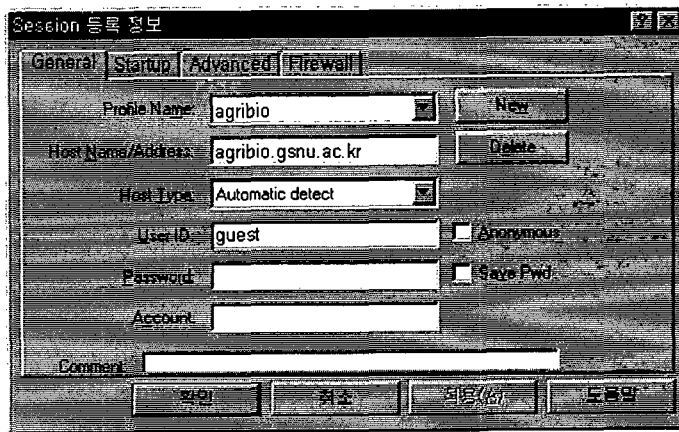 Session 등록 정보
General Startup Advanced Firewall
Profile Name: agribio New
Host Name/Address: agribio.gsnu.ac.kr Delete
Host Type: Automatic detect
User ID: guest Anonymous
Password: Save Pwd
Account:
Comment:
확인 취소 적용(A) 도움말